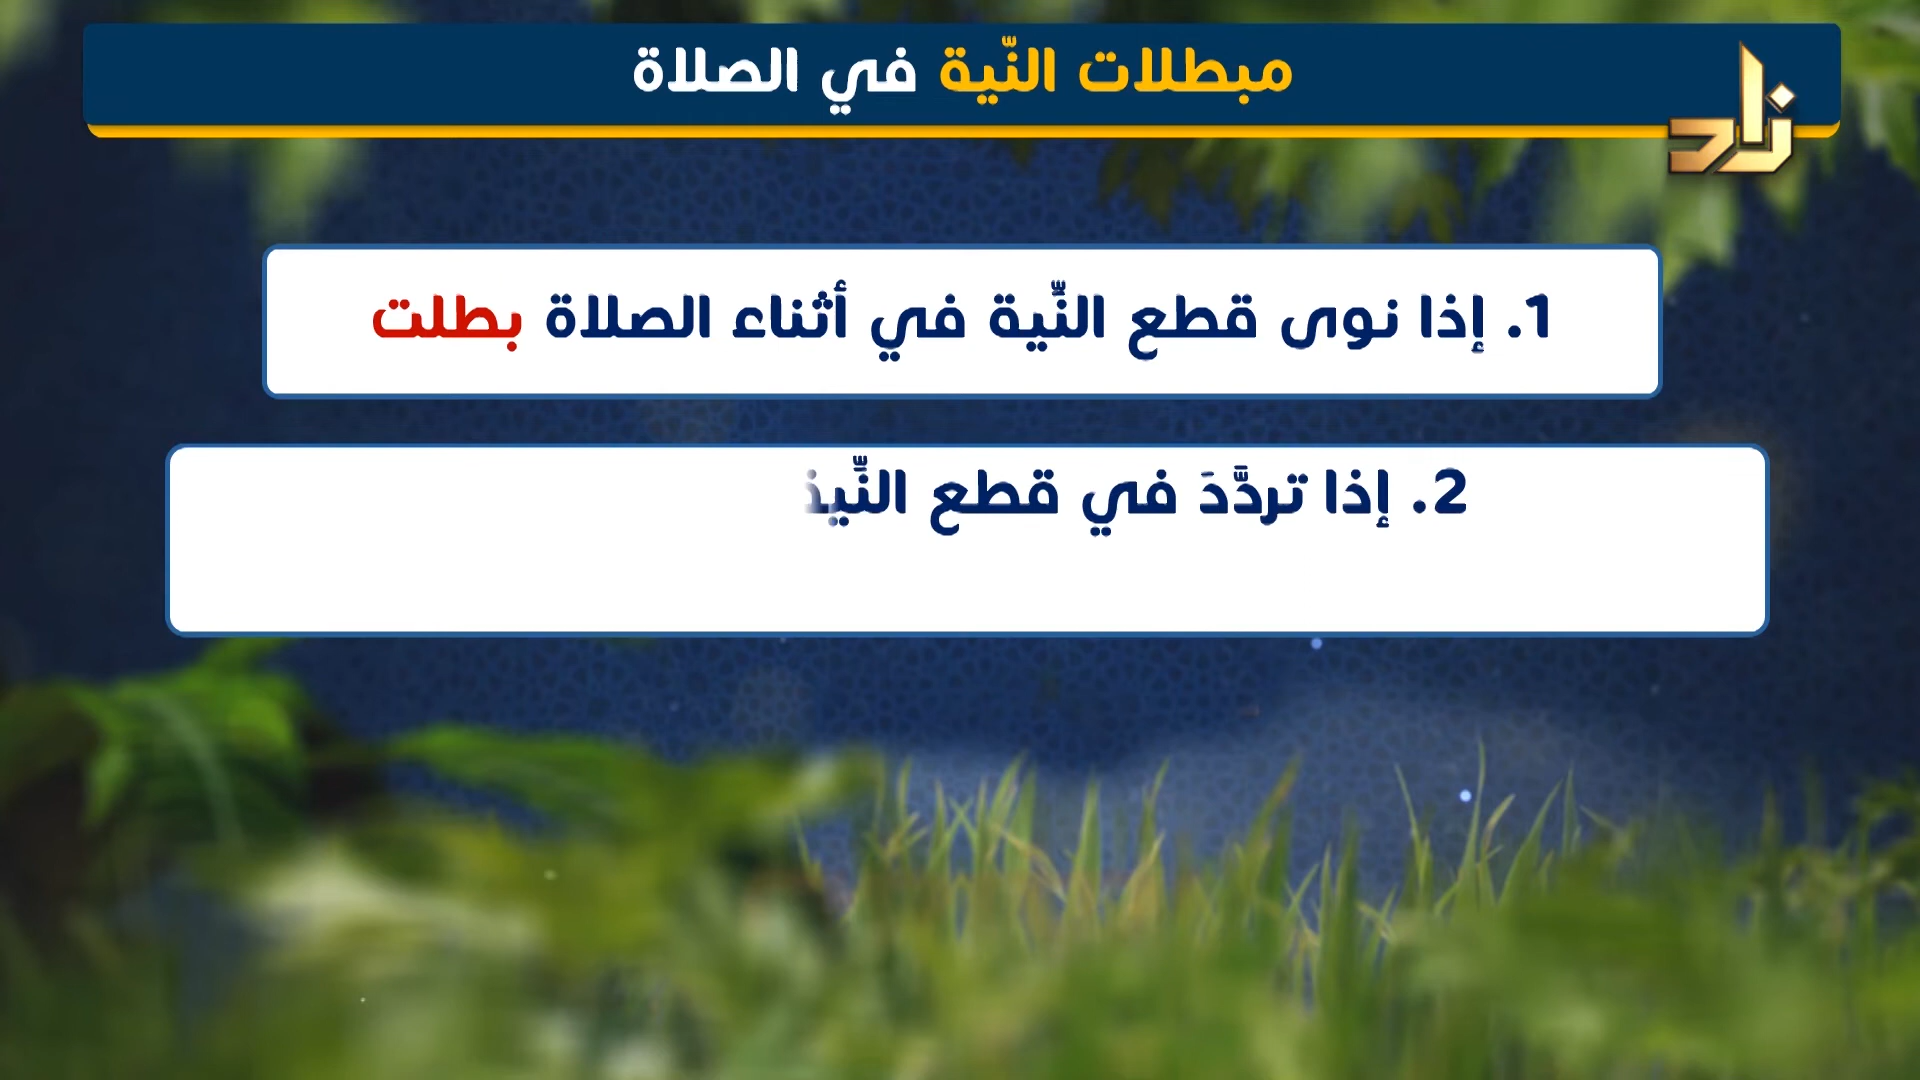 مبطلات النّية في الصلاة
زاد
1. إذا نوى قطع النِّية في أثناء الصلاة بطلت
2. إذا تردَّدَ في قطع